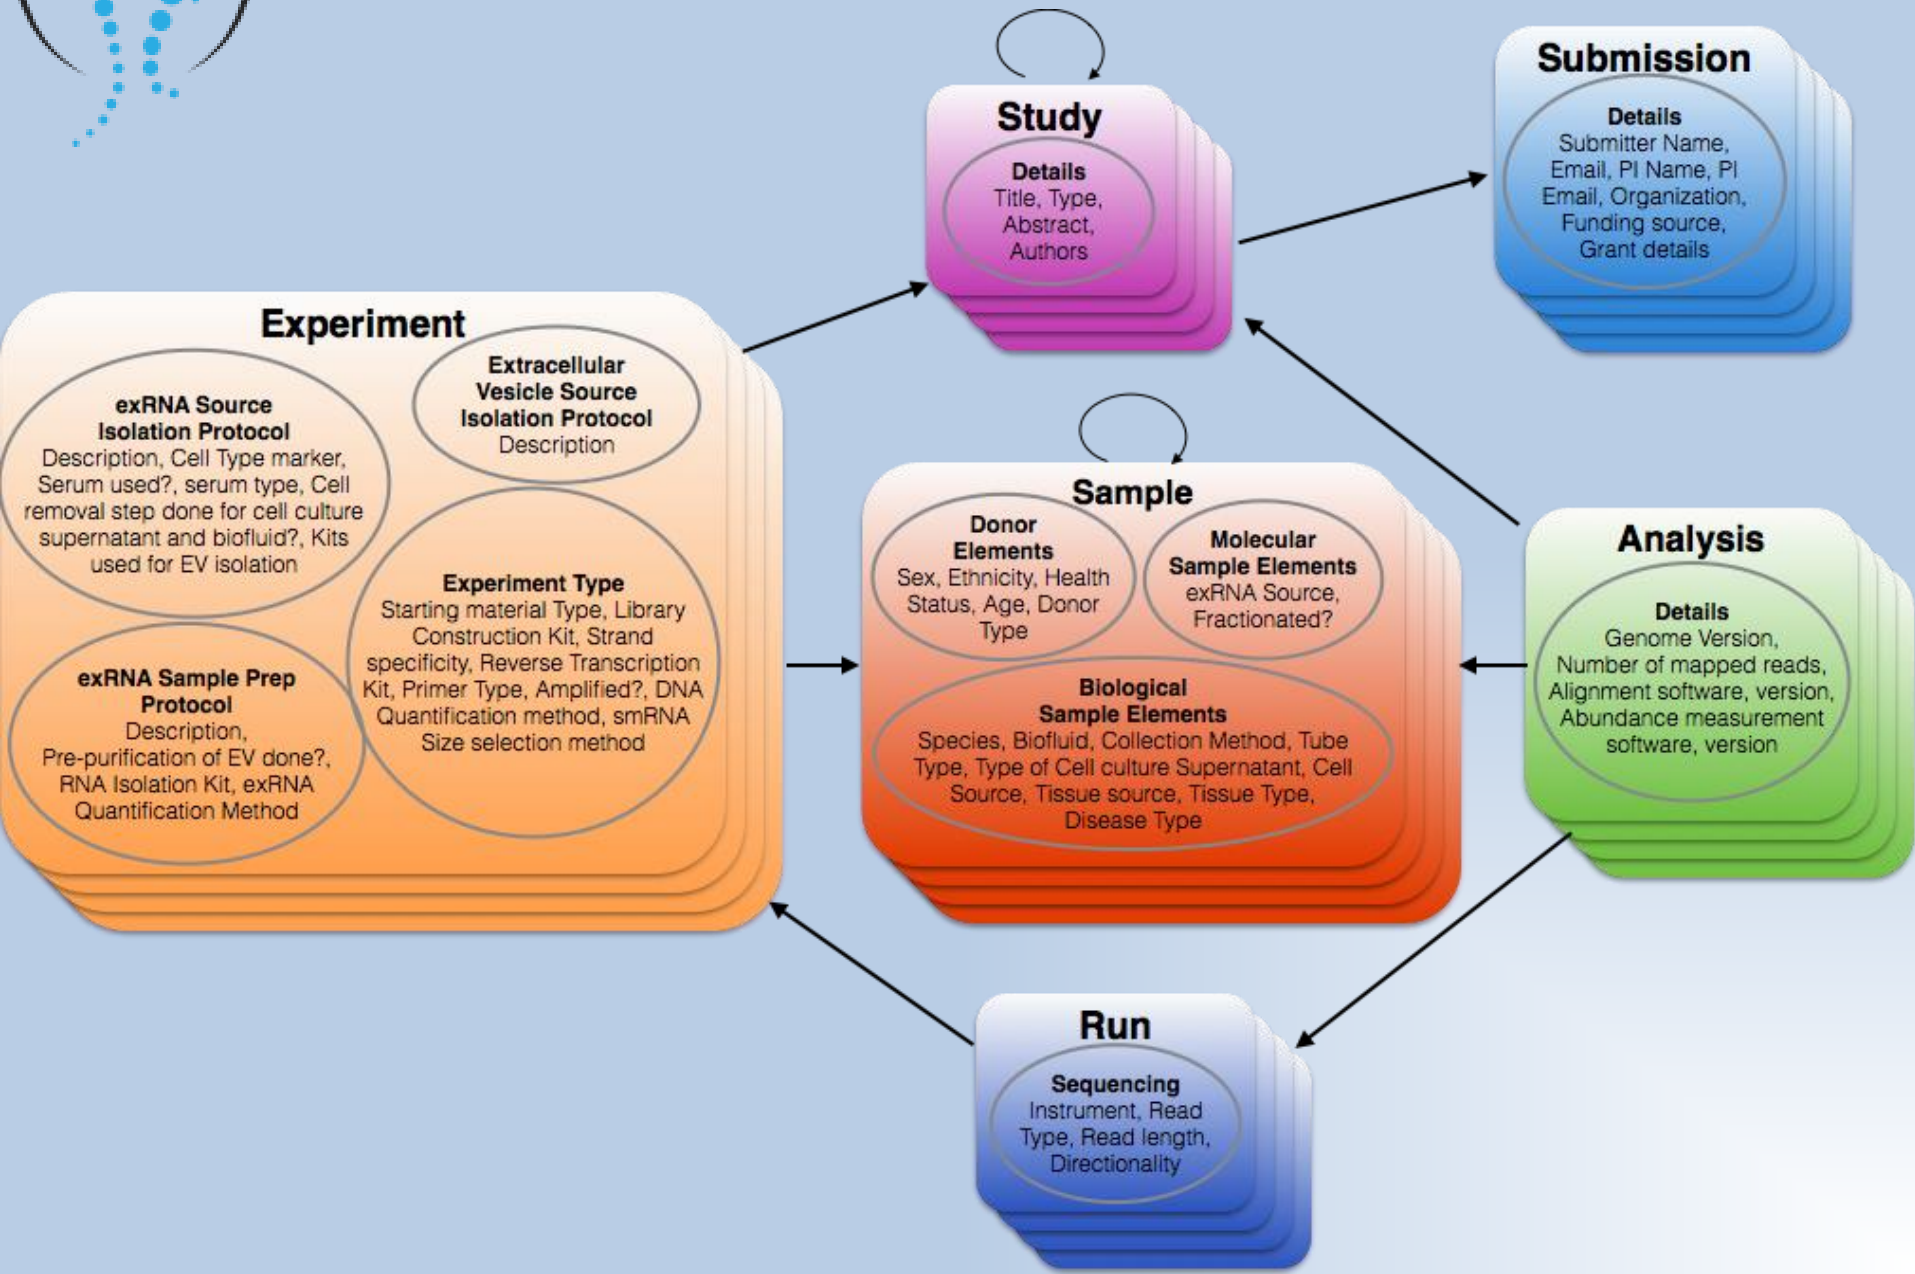 Study
Details
Title, Type,
Abstract,
Authors
Submission
Details
Submitter Name,
Email, PI Name, PI
Email, Organization,
Funding source,
Grant details
Experiment
exRNA Source
Isolation Protocol
Description, Cell Type marker,
Serum used?, serum type, Cell
removal step done for cell culture
supernatant and biofluid?, Kits
used for EV isolation
Extracellular
Vesicle Source
Isolation Protocol
Description
exRNA Sample Prep
Protocol
Description,
Pre-purification of EV done?,
RNA Isolation Kit, exRNA
Quantification Method
Experiment Type
Starting material Type, Library
Construction Kit, Strand
specificity, Reverse Transcription
Kit, Primer Type, Amplified?, DNA
Quantification method, smRNA
Size selection method
Sample
Donor
Elements
Sex, Ethnicity, Health
Status, Age, Donor
Type
Molecular
Sample Elements
exRNA Source,
Fractionated?
Biological
Sample Elements
Species, Biofluid, Collection Method, Tube
Type, Type of Cell culture Supernatant, Cell
Source, Tissue source, Tissue Type,
Disease Type
Analysis
Details
Genome Version,
Number of mapped reads,
Alignment software, version,
Abundance measurement
software, version
Run
Sequencing
Instrument, Read
Type, Read length,
Directionality